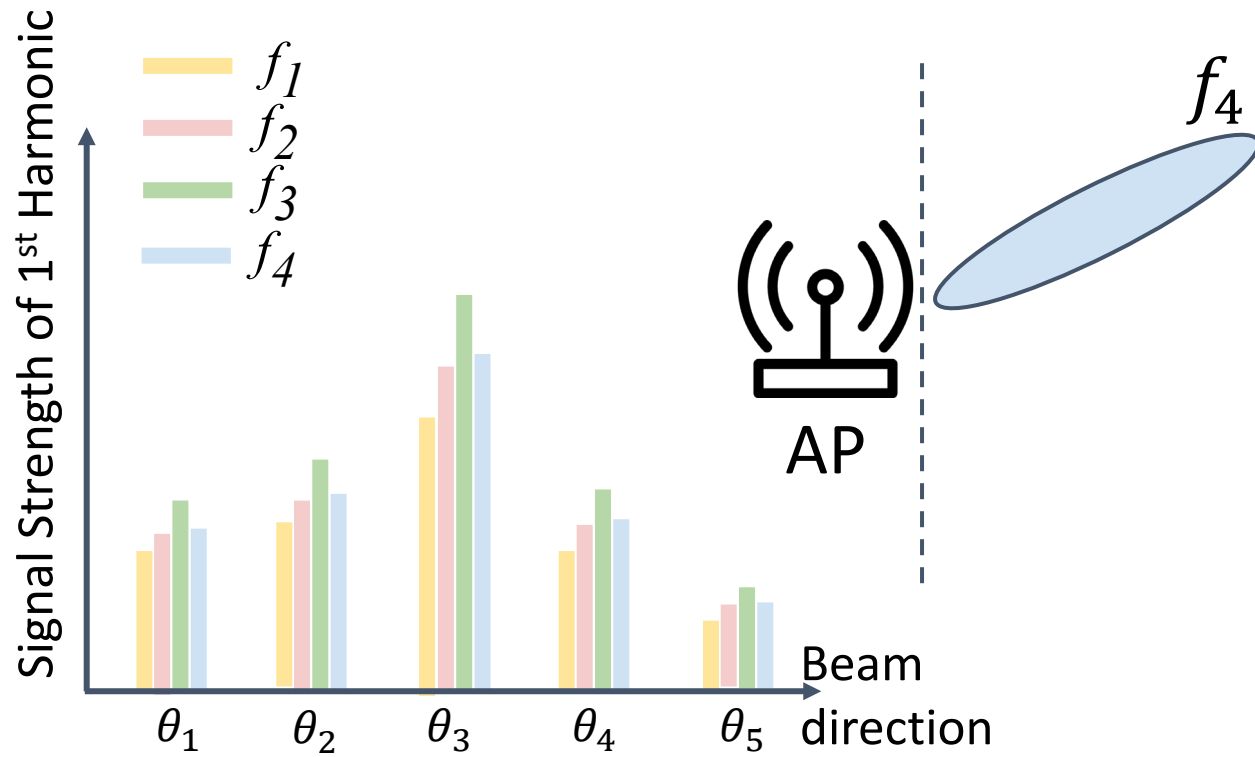 Signal Strength of 1st Harmonic
f1
f2
f3
f4
θ1
θ2
θ3
θ4
θ5
Beam
direction
AP
f4